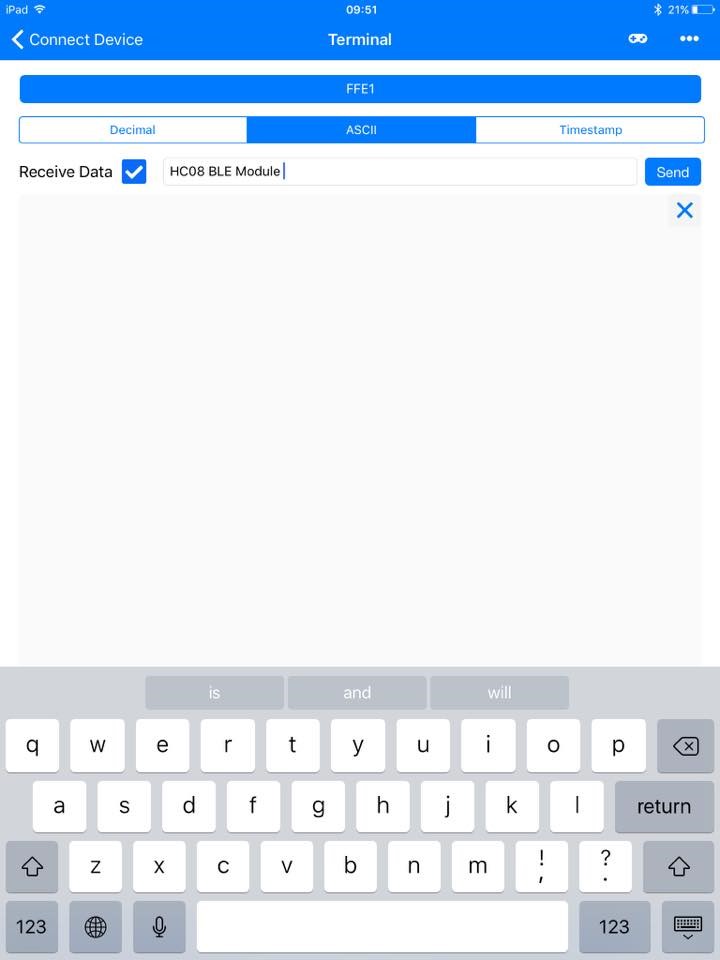 iPad 09:51 21%
Connect Device Terminal
FFE1
Decimal ASCII Timestamp
Receive Data HC08 BLE Module Send
is and will
q w e r t y u i o p
a s d f g h j k l return
z x c v b n m ! , ? .
123 123